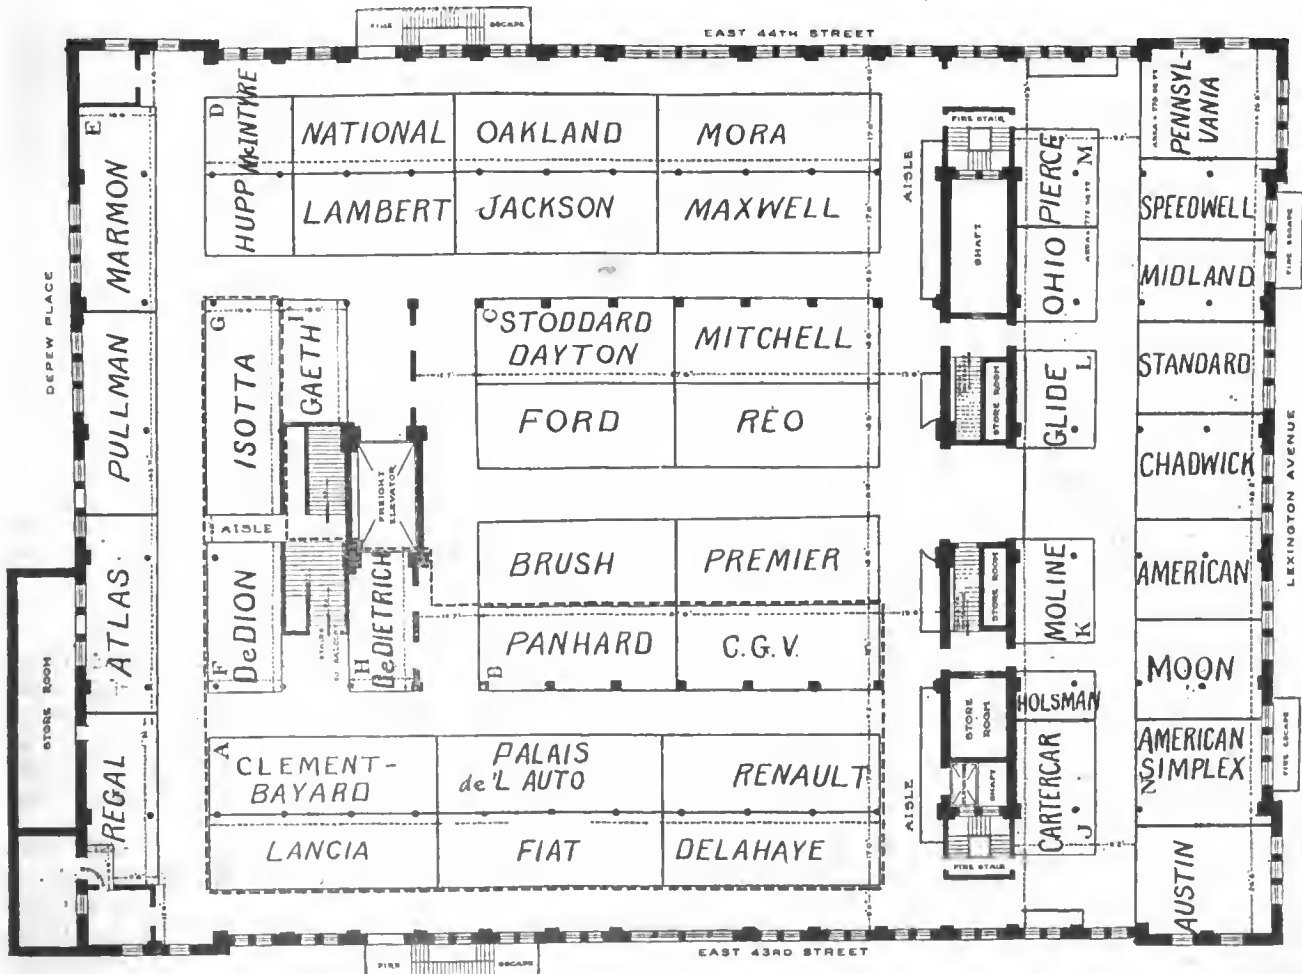 FIRE ESCAPE
EAST 44TH STREET
DEPEW PLACE
E
MARMON
PULLMAN
ATLAS
REGAL
STORE ROOM
D
HUPP McINTYRE
NATIONAL
OAKLAND
MORA
LAMBERT
JACKSON
MAXWELL
G
ISOTTA
I
GAETH
AISLE
FREIGHT
ELEVATOR
F
DeDION
H
DeDIETRICH
C
STODDARD
DAYTON
MITCHELL
FORD
REO
BRUSH
PREMIER
B
PANHARD
C.G.V.
A
CLEMENT-
BAYARD
PALAIS
de'L AUTO
RENAULT
LANCIA
FIAT
DELAHAYE
AISLE
FIRE STAIR
SHAFT
STORE ROOM
STORE ROOM
STORE
ROOM
SHAFT
AISLE
FIRE STAIR
PIERCE
M
OHIO
GLIDE
L
MOLINE
K
HOLSMAN
CARTERCAR
J
PENNSYL-
VANIA
SPEEDWELL
MIDLAND
STANDARD
CHADWICK
AMERICAN
MOON
AMERICAN
SIMPLEX
N
AUSTIN
FIRE ESCAPE
LEXINGTON AVENUE
FIRE ESCAPE
EAST 43RD STREET
FIRE ESCAPE